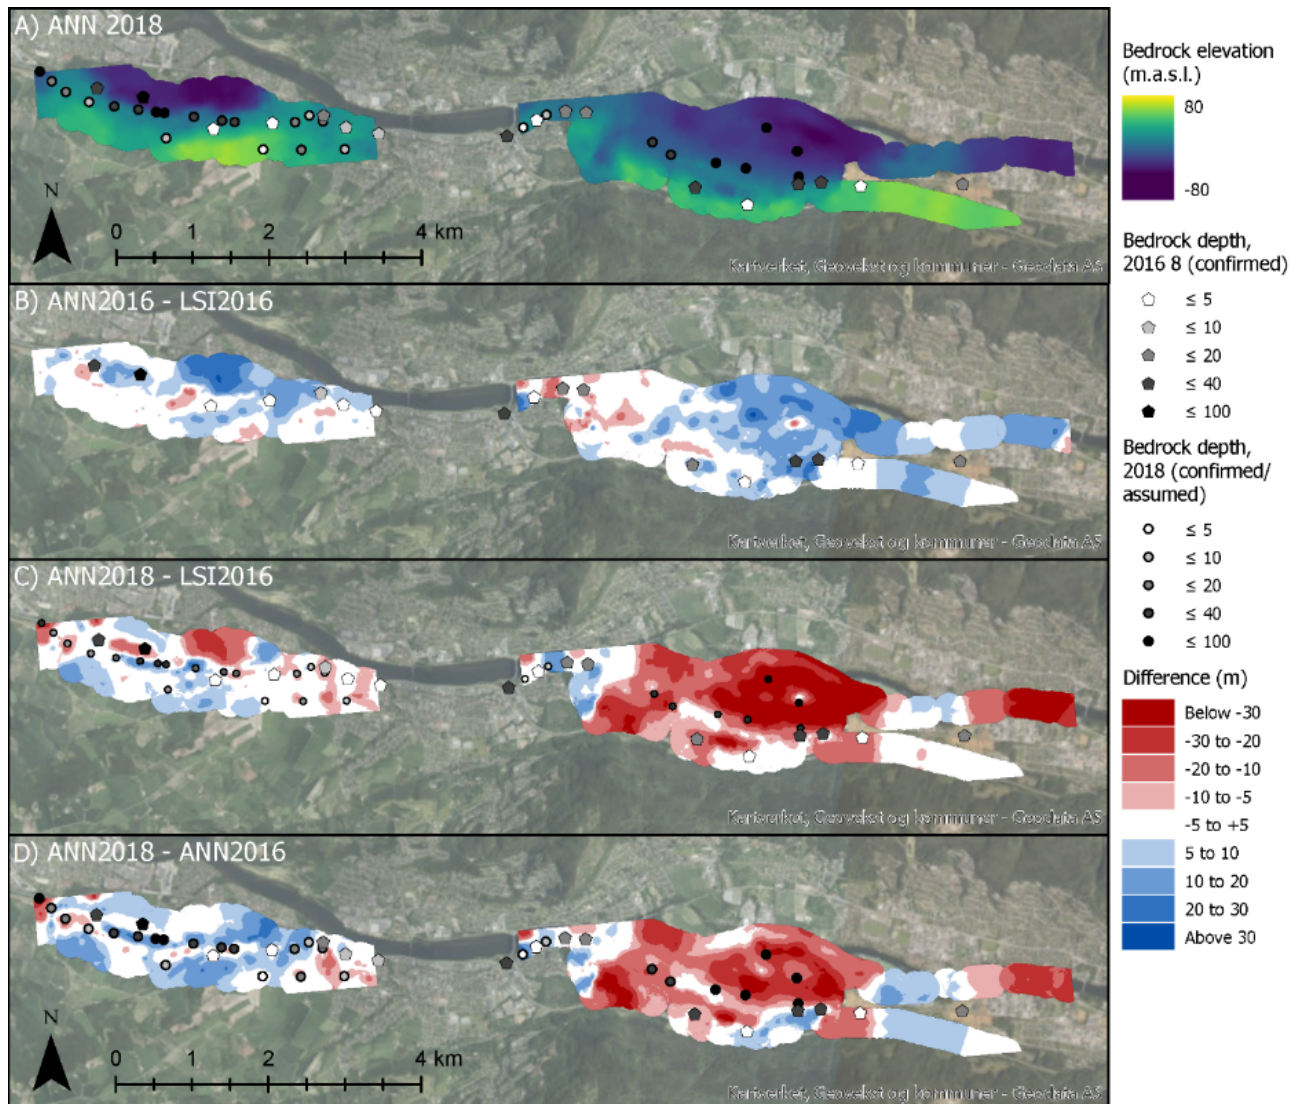 A) ANN 2018
N
0 1 2 4 km
Kartverket, Geovekst og kommuner - Geodata AS
B) ANN2016 - LSI2016
Kartverket, Geovekst og kommuner - Geodata AS
C) ANN2018 - LSI2016
Kartverket, Geovekst og kommuner - Geodata AS
D) ANN2018 - ANN2016
N
0 1 2 4 km
Kartverket, Geovekst og kommuner - Geodata AS
Bedrock elevation
(m.a.s.l.)
80
-80
Bedrock depth,
2016 8 (confirmed)
≤ 5
≤ 10
≤ 20
≤ 40
≤ 100
Bedrock depth,
2018 (confirmed/
assumed)
≤ 5
≤ 10
≤ 20
≤ 40
≤ 100
Difference (m)
Below -30
-30 to -20
-20 to -10
-10 to -5
-5 to +5
5 to 10
10 to 20
20 to 30
Above 30